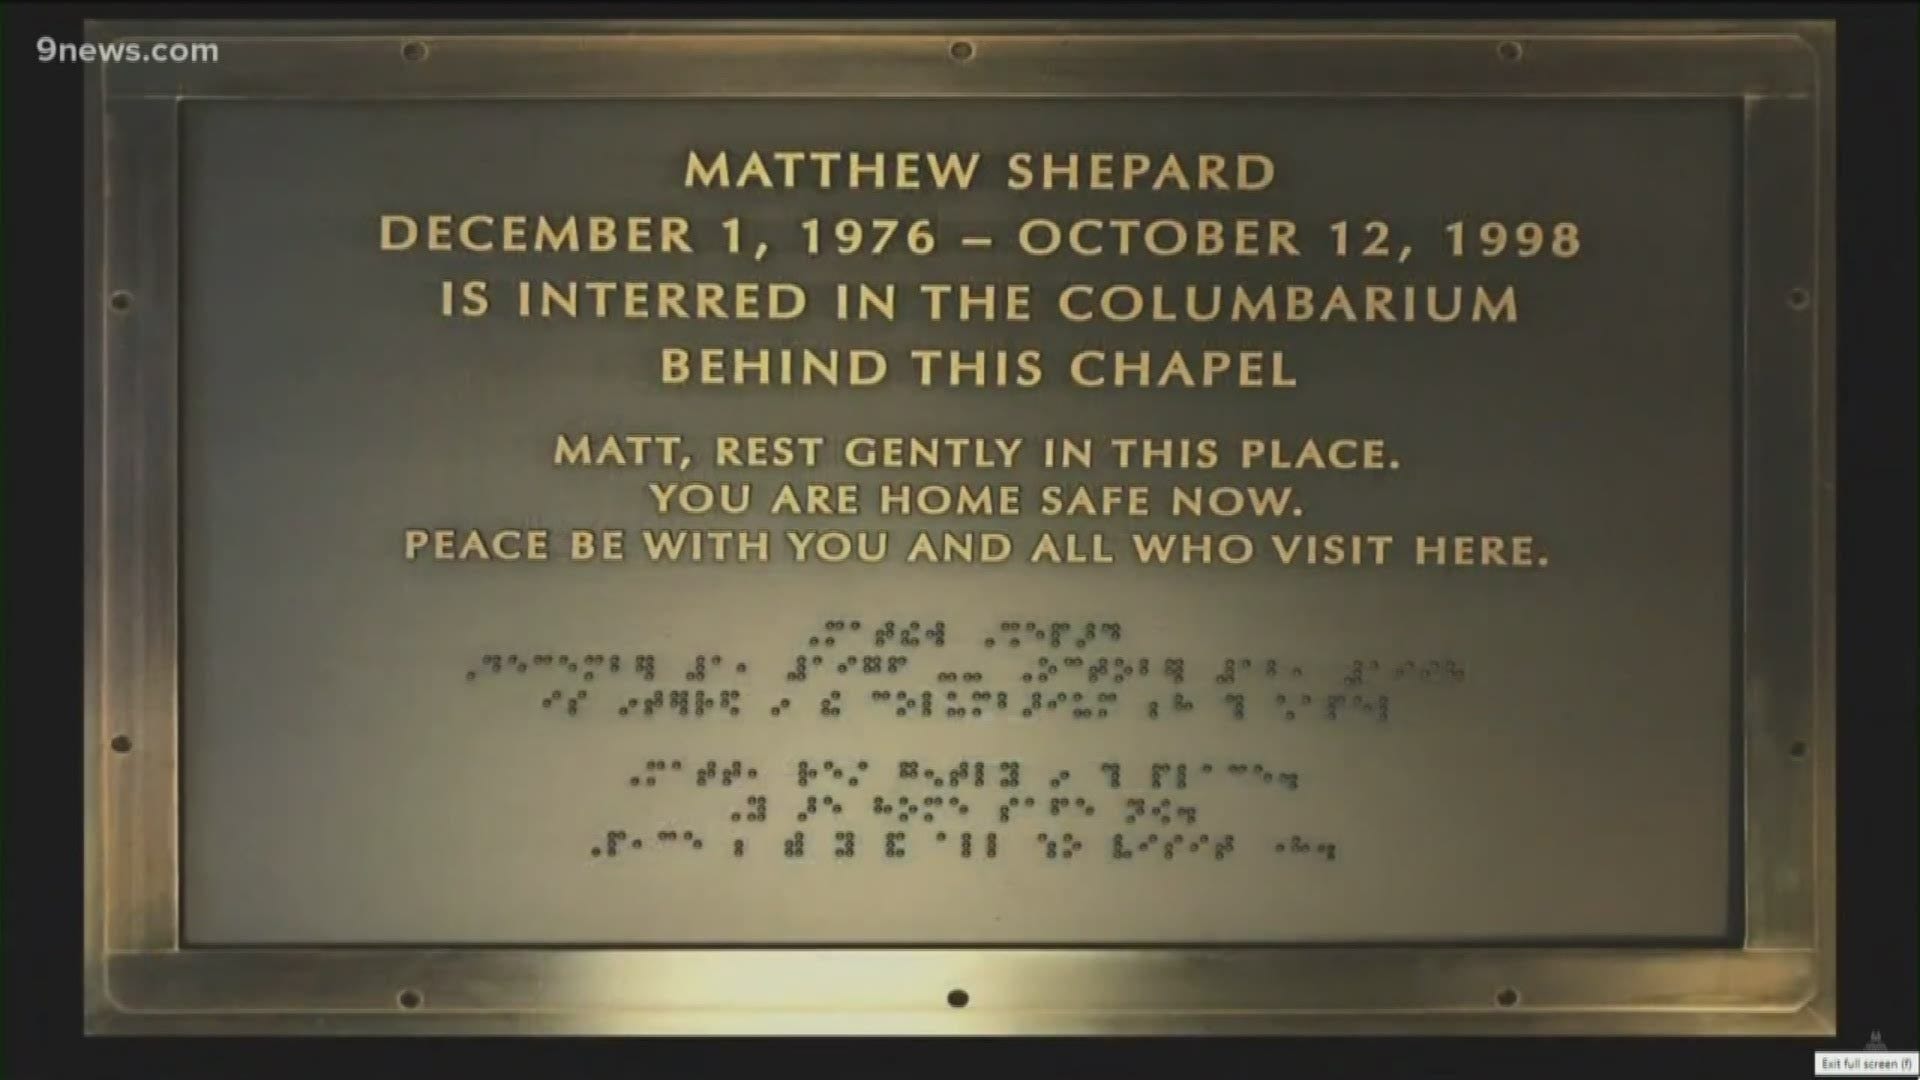 9news.com
MATTHEW SHEPARD
DECEMBER 1, 1976 – OCTOBER 12, 1998
IS INTERRED IN THE COLUMBARIUM
BEHIND THIS CHAPEL
MATT, REST GENTLY IN THIS PLACE.
YOU ARE HOME SAFE NOW.
PEACE BE WITH YOU AND ALL WHO VISIT HERE.
Exit full screen (f)